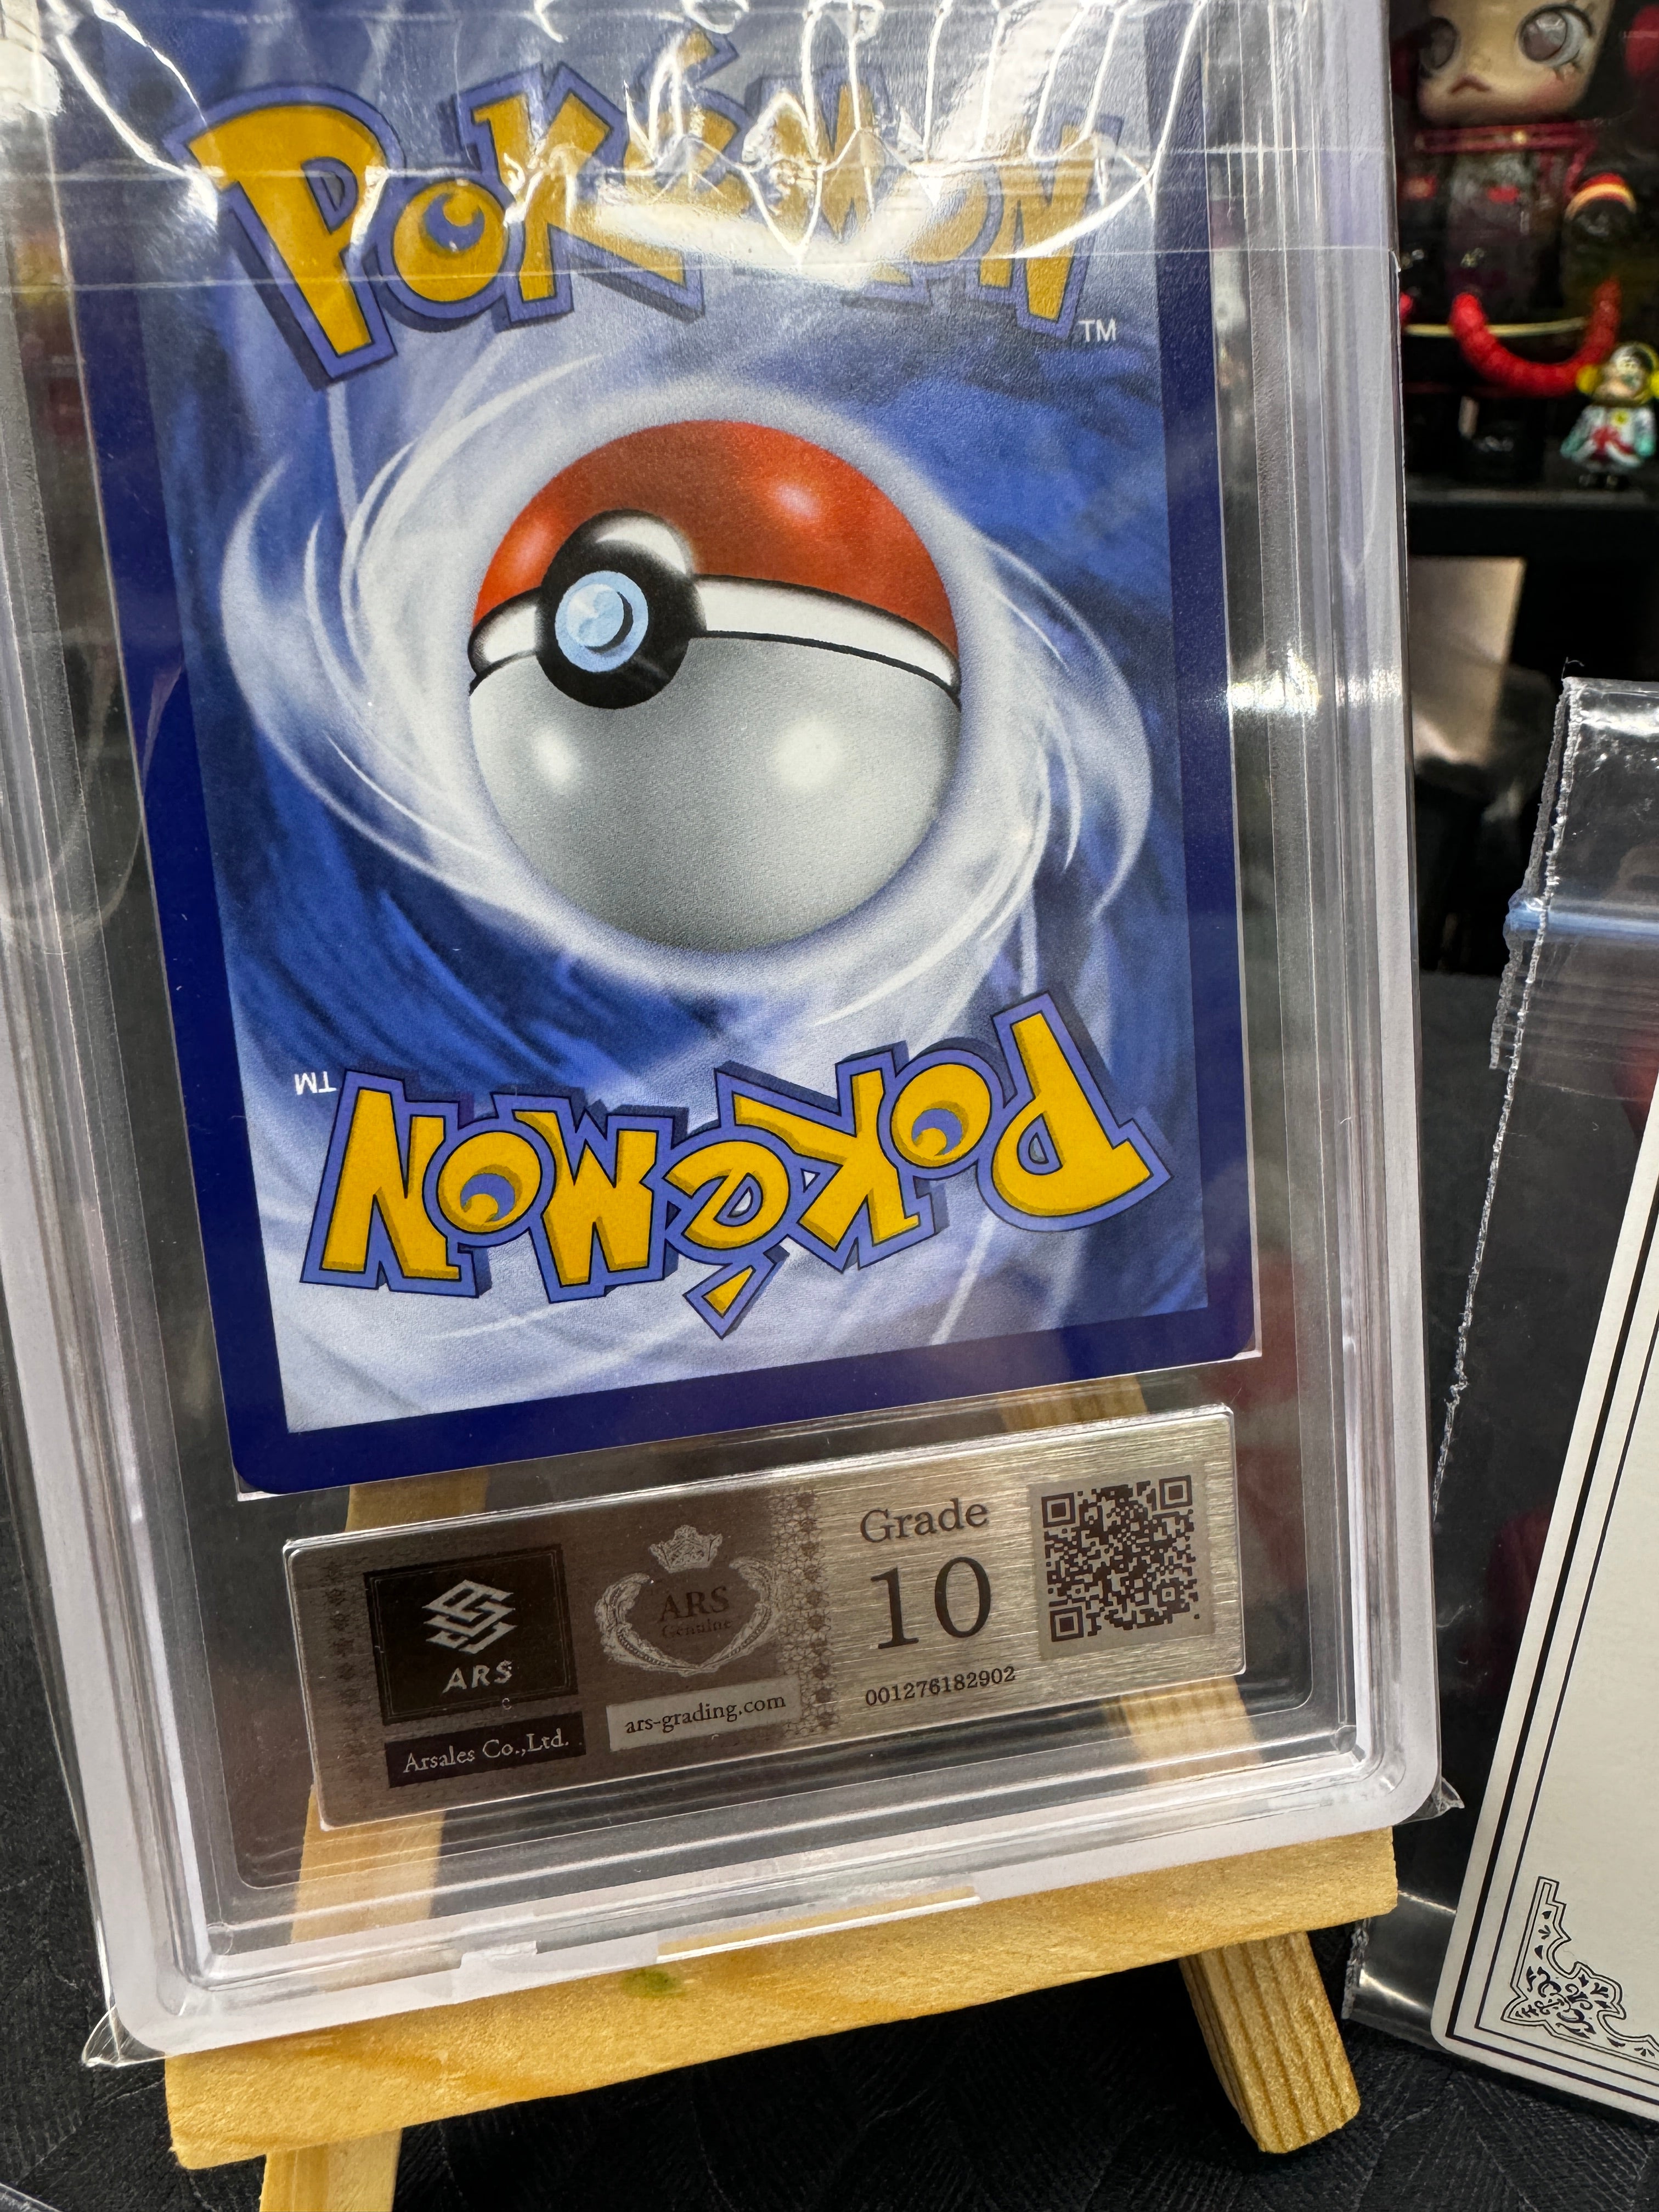 POKéMON
TM
TM
POKéMON
ARS
Arsales Co.,Ltd.
ARS
Genuine
ars-grading.com
Grade
10
001276182902